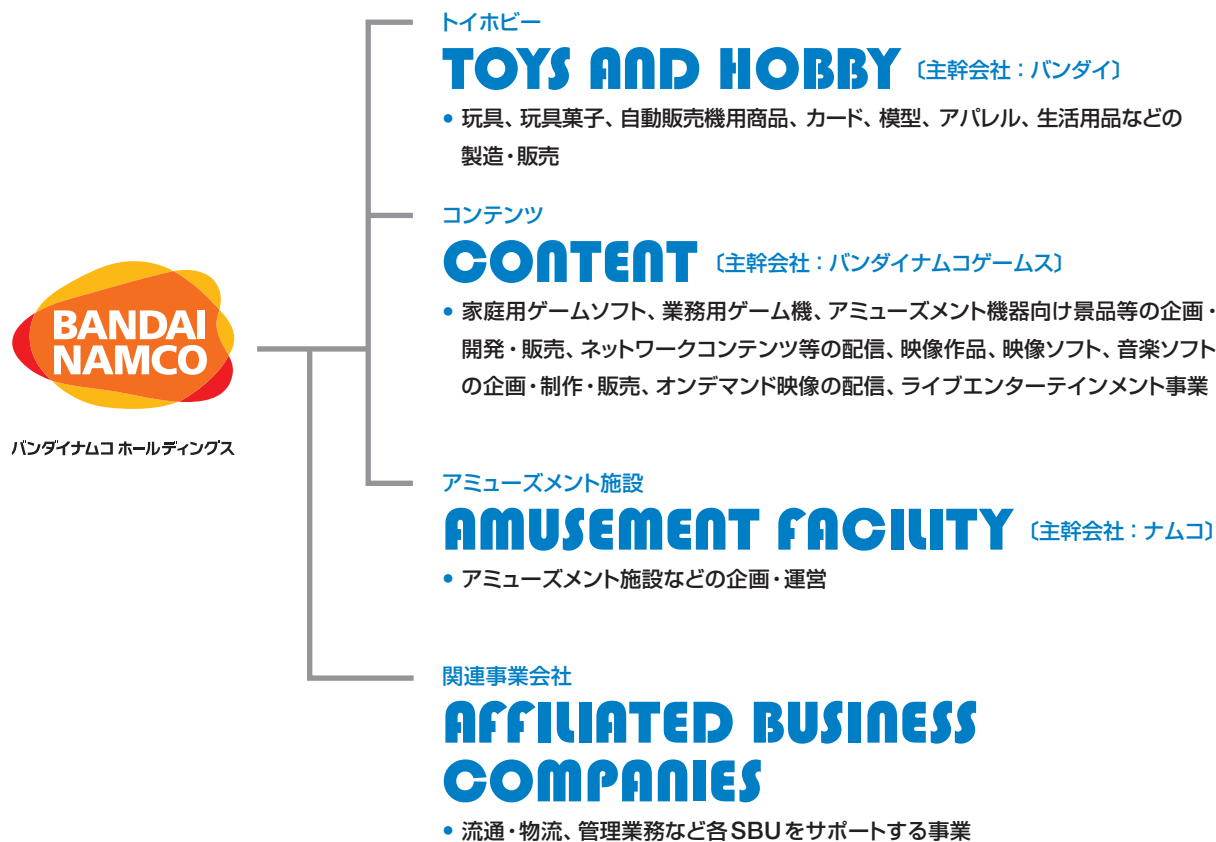 トイホビー
TOYS AND HOBBY〔主幹会社：バンダイ〕
• 玩具、玩具菓子、自動販売機用商品、カード、模型、アパレル、生活用品などの
製造・販売
コンテンツ
CONTENT〔主幹会社：バンダイナムコゲームス〕
• 家庭用ゲームソフト、業務用ゲーム機、アミューズメント機器向け景品等の企画・
開発・販売、ネットワークコンテンツ等の配信、映像作品、映像ソフト、音楽ソフト
の企画・制作・販売、オンデマンド映像の配信、ライブエンターテインメント事業
BANDAI
NAMCO
バンダイナムコ ホールディングス
アミューズメント施設
AMUSEMENT FACILITY〔主幹会社：ナムコ〕
• アミューズメント施設などの企画・運営
関連事業会社
AFFILIATED BUSINESS
COMPANIES
• 流通・物流、管理業務など各SBUをサポートする事業